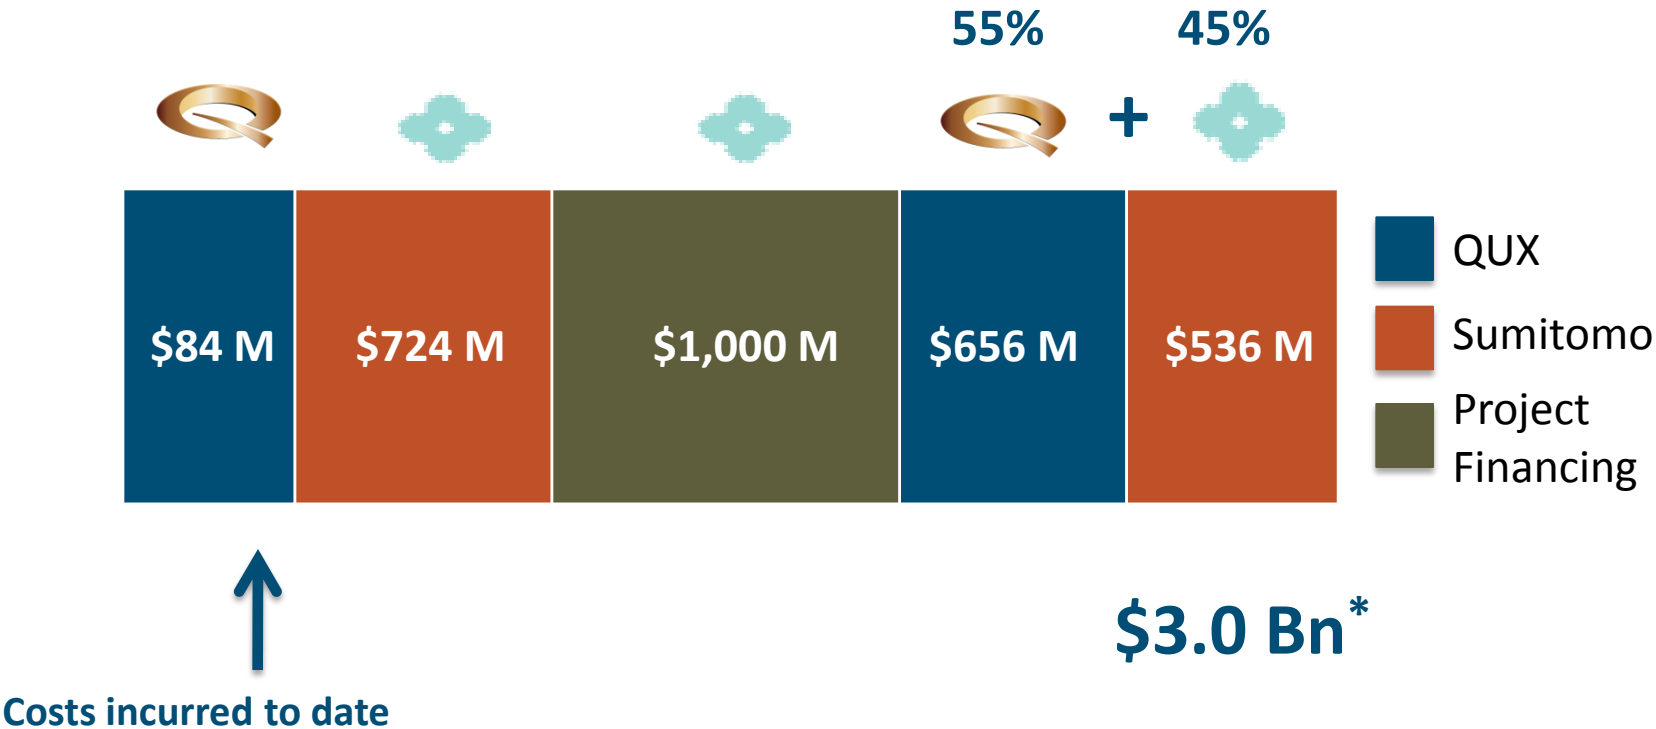 55% 45%
+
$84 M $724 M $1,000 M $656 M $536 M
QUX
Sumitomo
Project
Financing
$3.0 Bn*
Costs incurred to date